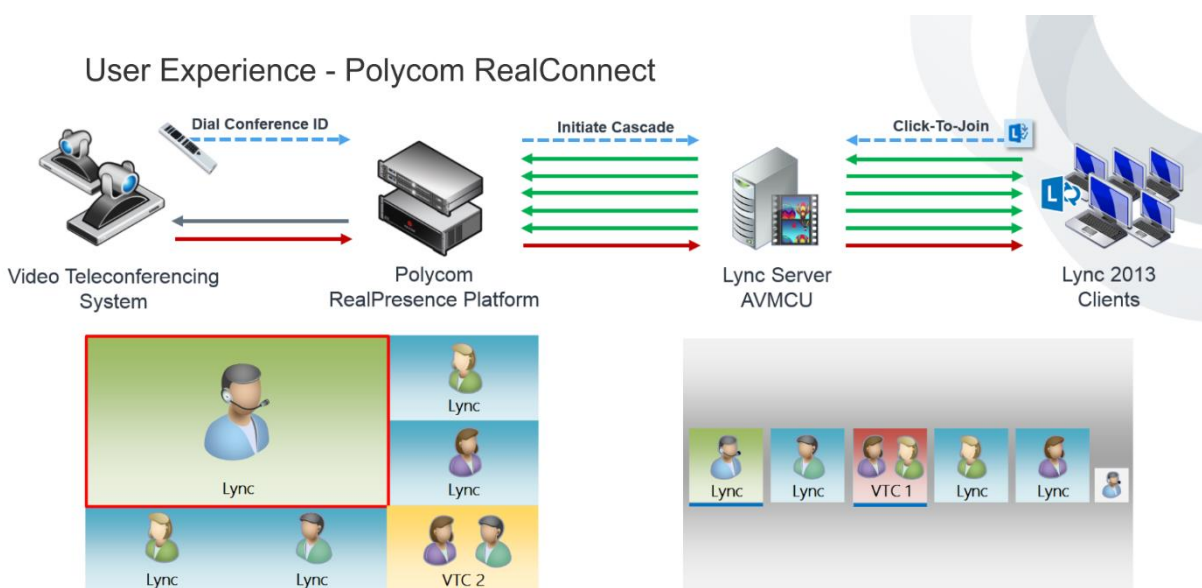 User Experience - Polycom RealConnect
Dial Conference ID
Initiate Cascade
Click-To-Join
L
L
Video Teleconferencing
System
Polycom
RealPresence Platform
Lync Server
AVMCU
Lync 2013
Clients
Lync
Lync
Lync
Lync
Lync
VTC 2
Lync
Lync
VTC 1
Lync
Lync